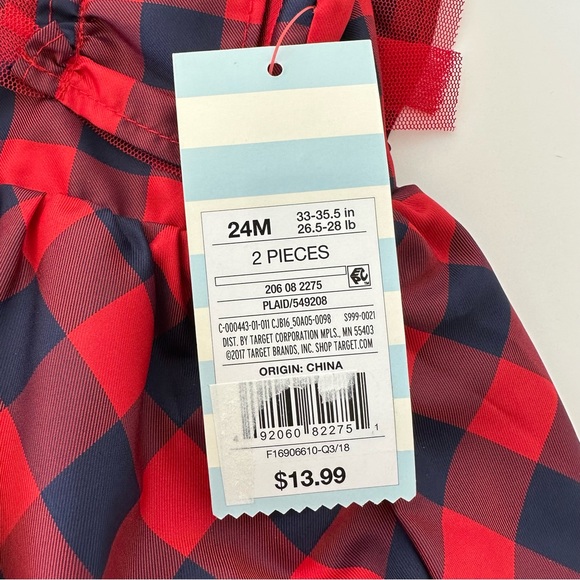 24M
33-35.5 in
26.5-28 lb
2 PIECES
206 08 2275
PLAID/549208
C-000443-01-011 CJB16_50A05-0098 S999-0021
DIST. BY TARGET CORPORATION MPLS., MN 55403
©2017 TARGET BRANDS, INC. SHOP TARGET.COM
ORIGIN: CHINA
4 92060 82275 1
F16906610-Q3/18
$13.99